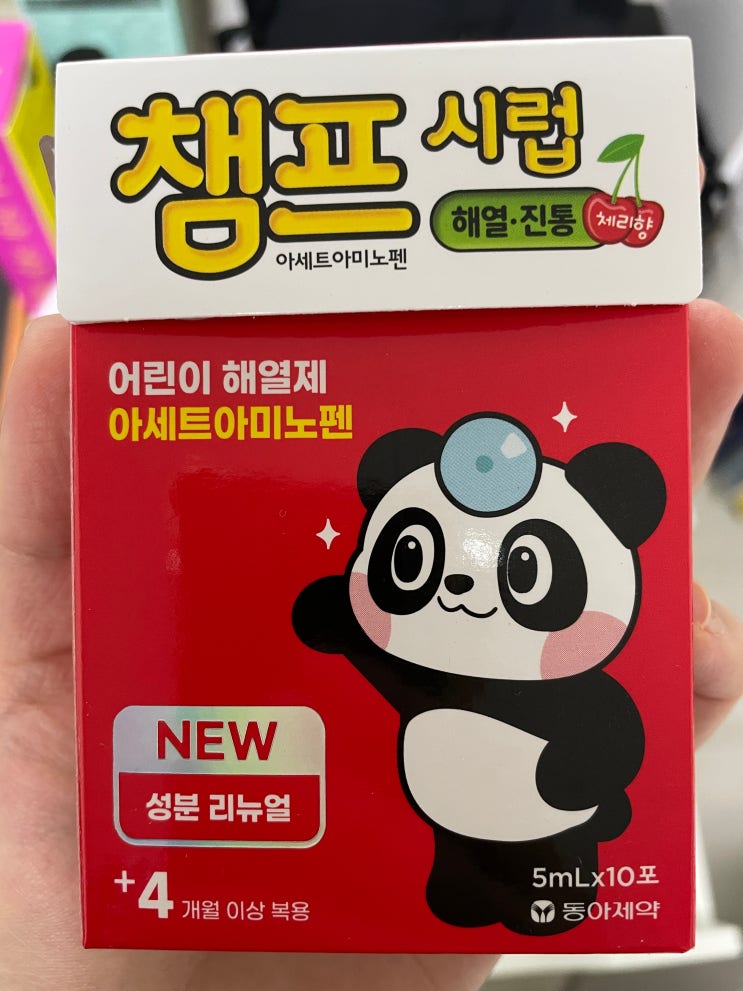 챔프 시럽
해열·진통 체리향
아세트아미노펜
어린이 해열제
아세트아미노펜
NEW
성분 리뉴얼
+4 개월 이상 복용
5mLx10포
동아제약